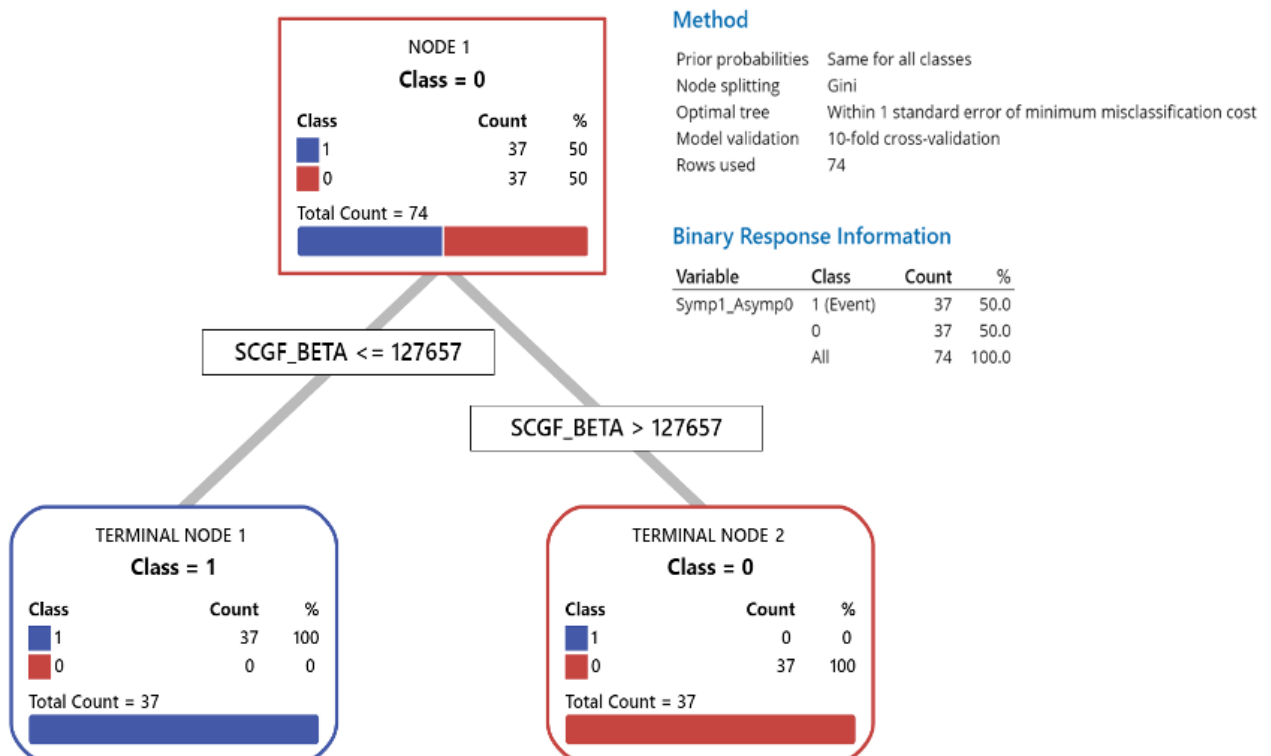 NODE 1
Class = 0
Class Count %
1 37 50
0 37 50
Total Count = 74
Method
Prior probabilities Same for all classes
Node splitting Gini
Optimal tree Within 1 standard error of minimum misclassification cost
Model validation 10-fold cross-validation
Rows used 74
Binary Response Information
Variable Class Count %
Symp1_Asymp0 1 (Event) 37 50.0
0 37 50.0
All 74 100.0
SCGF_BETA <= 127657
SCGF_BETA > 127657
TERMINAL NODE 1
Class = 1
Class Count %
1 37 100
0 0 0
Total Count = 37
TERMINAL NODE 2
Class = 0
Class Count %
1 0 0
0 37 100
Total Count = 37